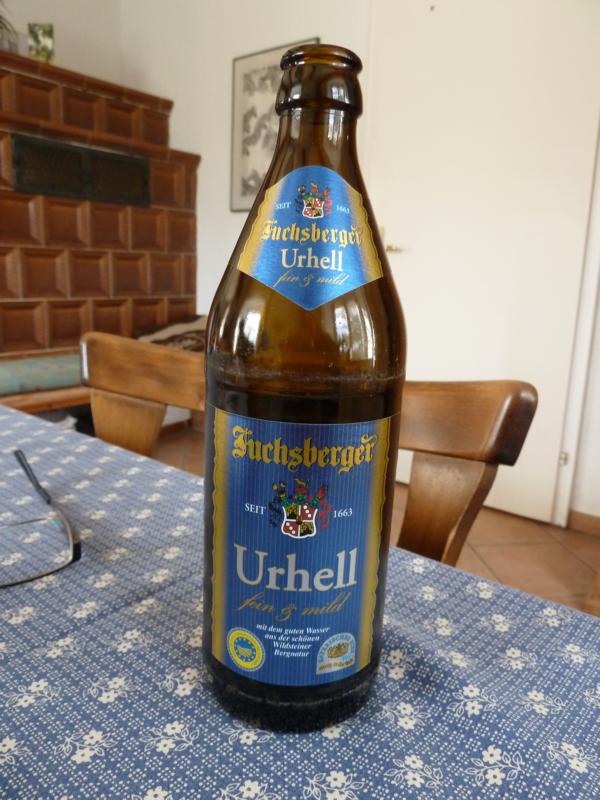 SEIT 1663
Fuchsberger
Urhell
fein & mild
Fuchsberger
SEIT 1663
Urhell
fein & mild
mit dem guten Wasser
aus der schönen
Wildsteiner
Bergnatur